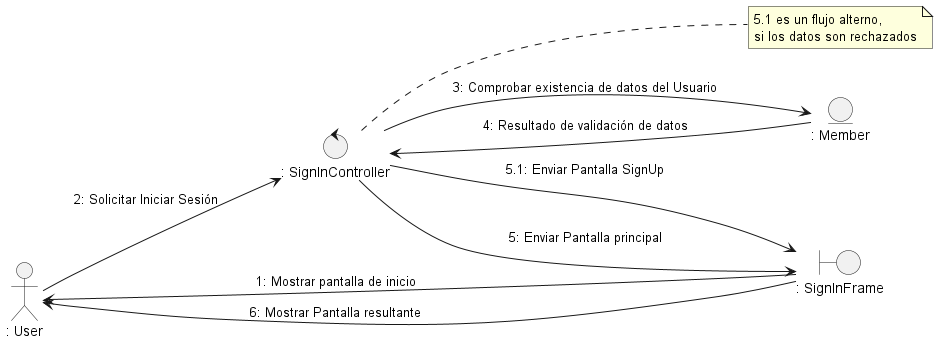 5.1 es un flujo alterno,
si los datos son rechazados
3: Comprobar existencia de datos del Usuario
: Member
4: Resultado de validación de datos
: SignInController
5.1: Enviar Pantalla SignUp
2: Solicitar Iniciar Sesión
5: Enviar Pantalla principal
1: Mostrar pantalla de inicio
: SignInFrame
6: Mostrar Pantalla resultante
: User